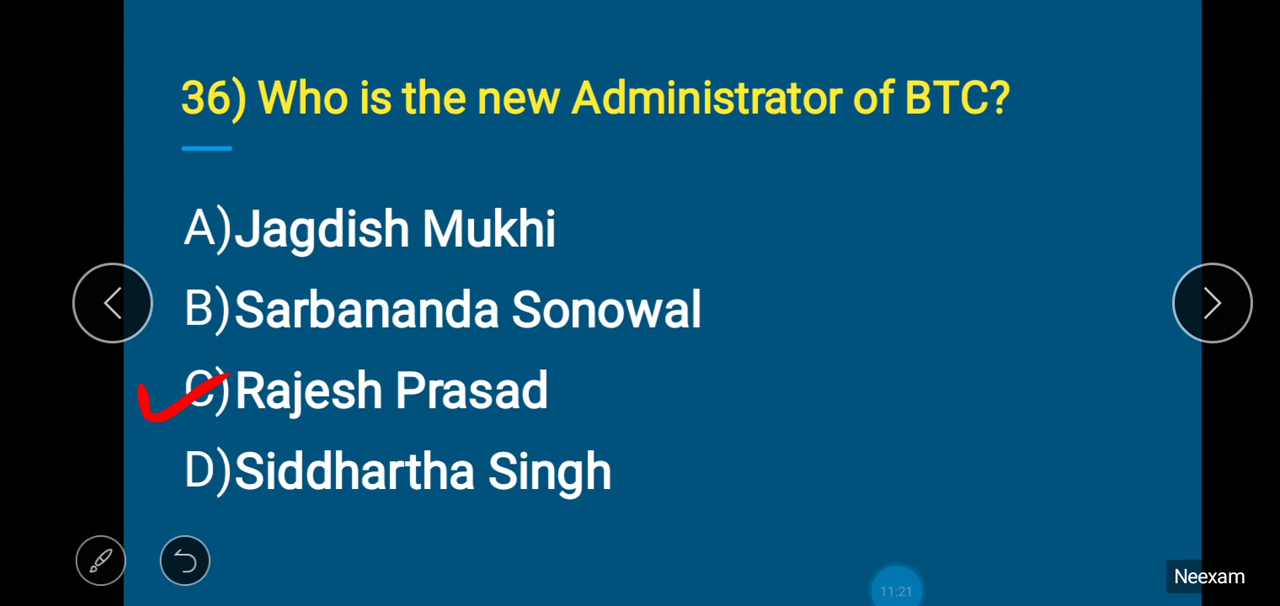 36) Who is the new Administrator of BTC?
A)Jagdish Mukhi
B)Sarbananda Sonowal
C)Rajesh Prasad
D)Siddhartha Singh
11:21
Neexam